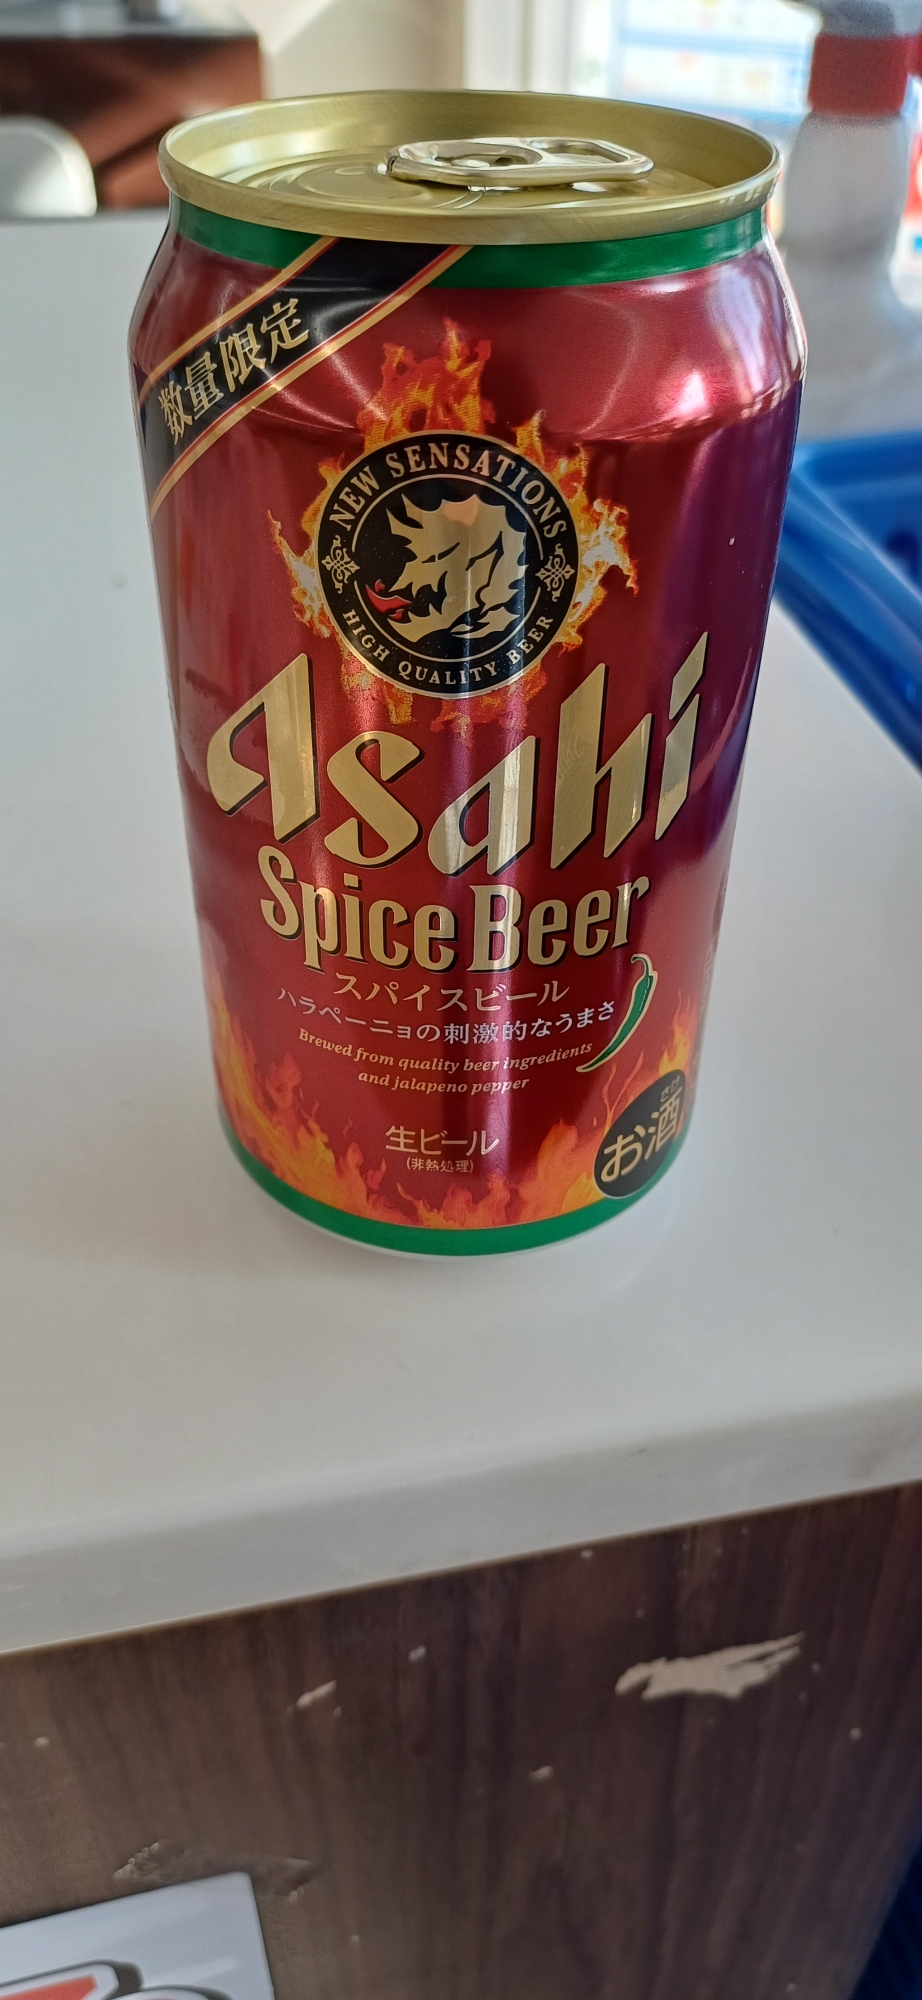 数量限定
NEW SENSATIONS
HIGH QUALITY BEER
Asahi
Spice Beer
スパイスビール
ハラペーニョの刺激的なうまさ
Brewed from quality beer ingredients
and jalapeno pepper
生ビール
(非熱処理)
さけ
お酒